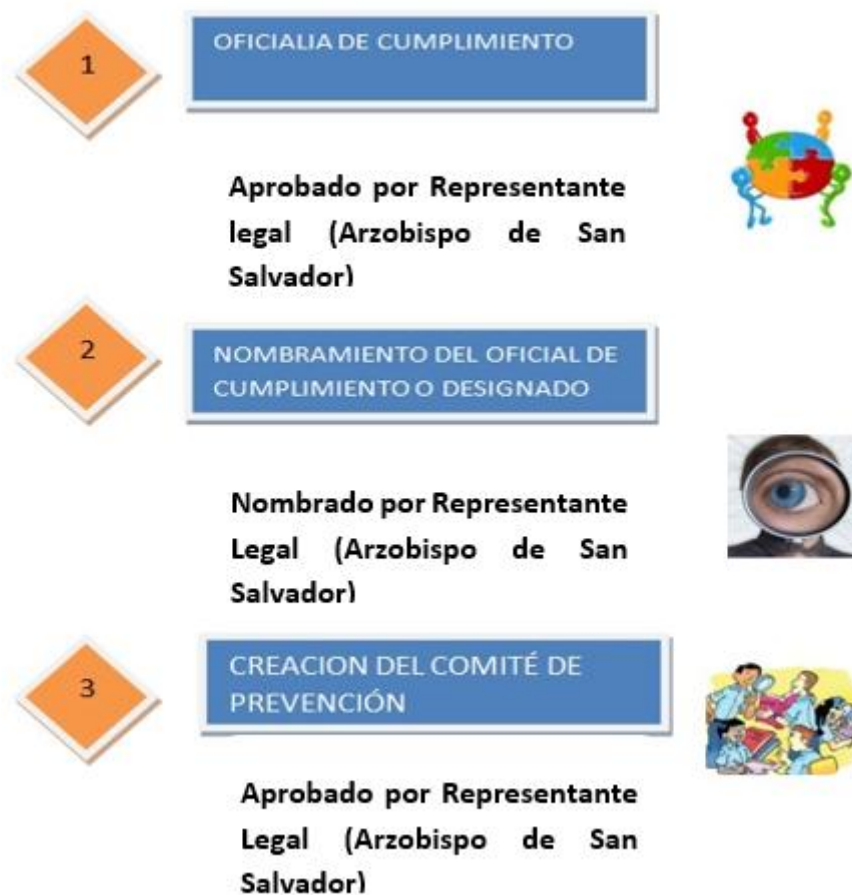 1
OFICIALIA DE CUMPLIMIENTO
Aprobado por Representante
legal (Arzobispo de San
Salvador)
2
NOMBRAMIENTO DEL OFICIAL DE
CUMPLIMIENTO O DESIGNADO
Nombrado por Representante
Legal (Arzobispo de San
Salvador)
3
CREACION DEL COMITÉ DE
PREVENCIÓN
Aprobado por Representante
Legal (Arzobispo de San
Salvador)